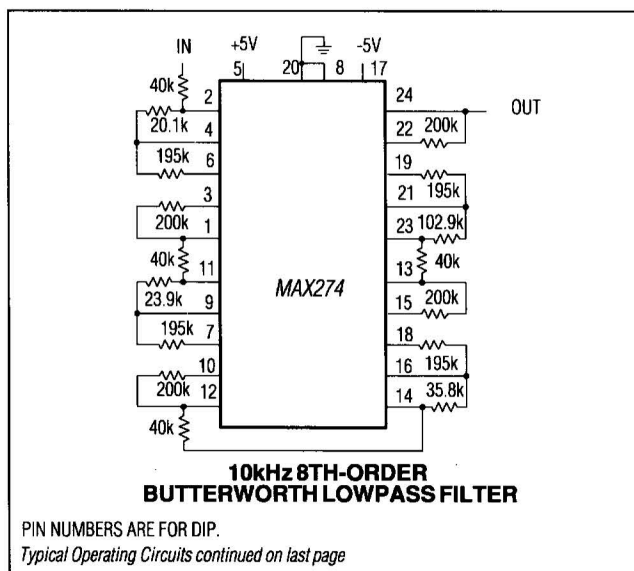 IN +5V -5V
5 20 8 17
40k
2 24
OUT
20.1k
4 22 200k
195k
6 19
3 21 195k
200k
1 23 102.9k
40k 11 13 40k
MAX274
23.9k
9 15 200k
195k
7 18
10 16 195k
200k
12 14 35.8k
40k
10kHz 8TH-ORDER
BUTTERWORTH LOWPASS FILTER
PIN NUMBERS ARE FOR DIP.
Typical Operating Circuits continued on last page